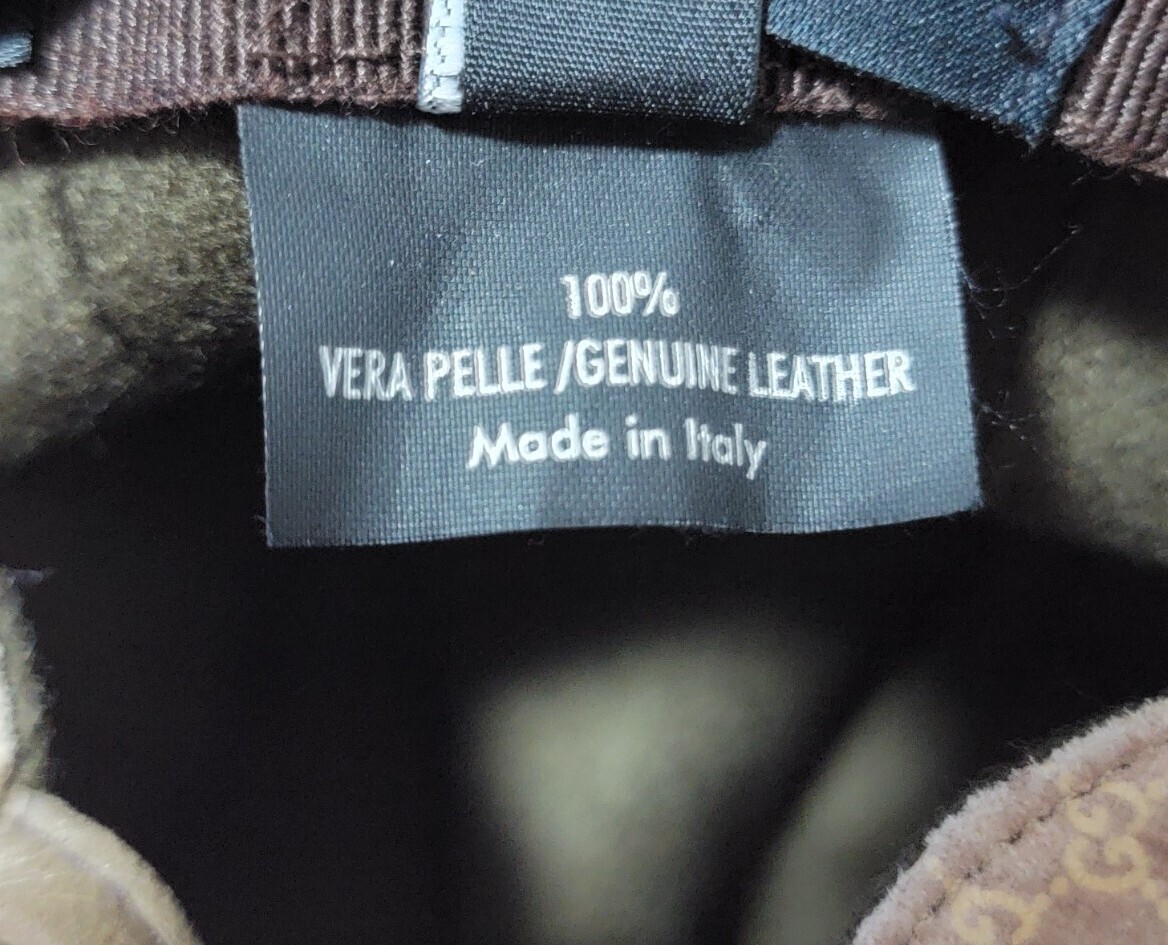 100%
VERA PELLE /GENUINE LEATHER
Made in Italy